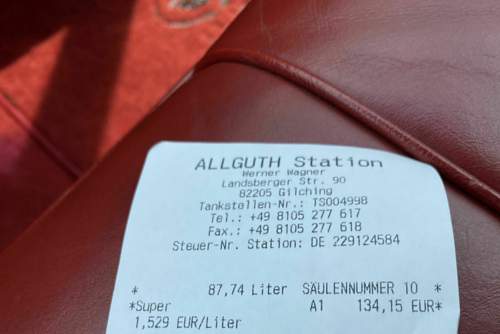 ALLGUTH Station
Werner Wagner
Landsberger Str. 90
82205 Gilching
Tankstellen-Nr.: TS004998
Tel.: +49 8105 277 617
Fax.: +49 8105 277 618
Steuer-Nr. Station: DE 229124584
* 87,74 Liter SÄULENNUMMER 10 *
*Super A1 134,15 EUR*
1,529 EUR/Liter